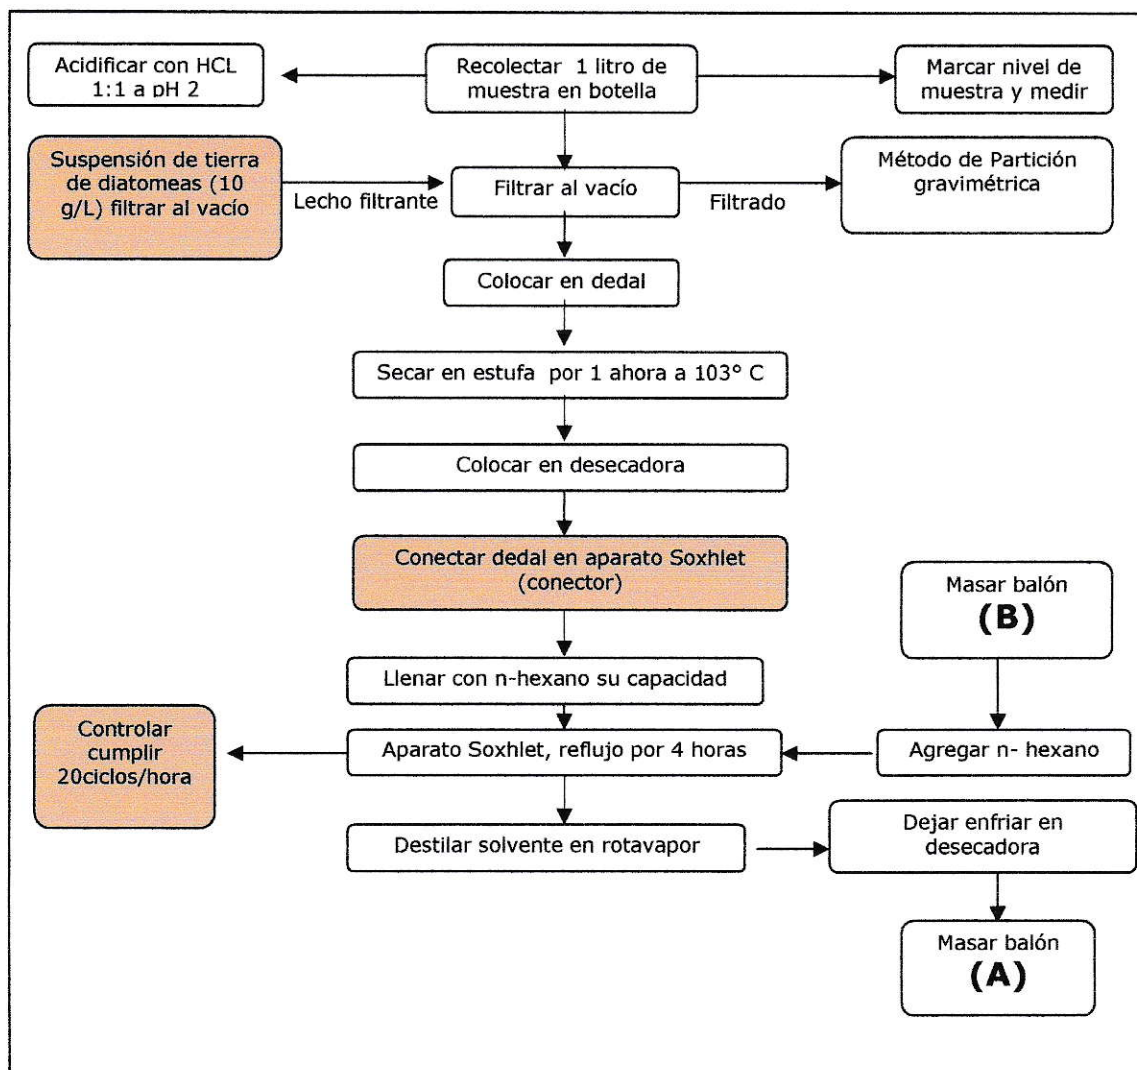 Acidificar con HCL
1:1 a pH 2
Recolectar 1 litro de
muestra en botella
Marcar nivel de
muestra y medir
Suspensión de tierra
de diatomeas (10
g/L) filtrar al vacío
Lecho filtrante
Filtrar al vacío
Filtrado
Método de Partición
gravimétrica
Colocar en dedal
Secar en estufa por 1 ahora a 103° C
Colocar en desecadora
Conectar dedal en aparato Soxhlet
(conector)
Masar balón
(B)
Llenar con n-hexano su capacidad
Controlar
cumplir
20ciclos/hora
Aparato Soxhlet, reflujo por 4 horas
Agregar n- hexano
Destilar solvente en rotavapor
Dejar enfriar en
desecadora
Masar balón
(A)